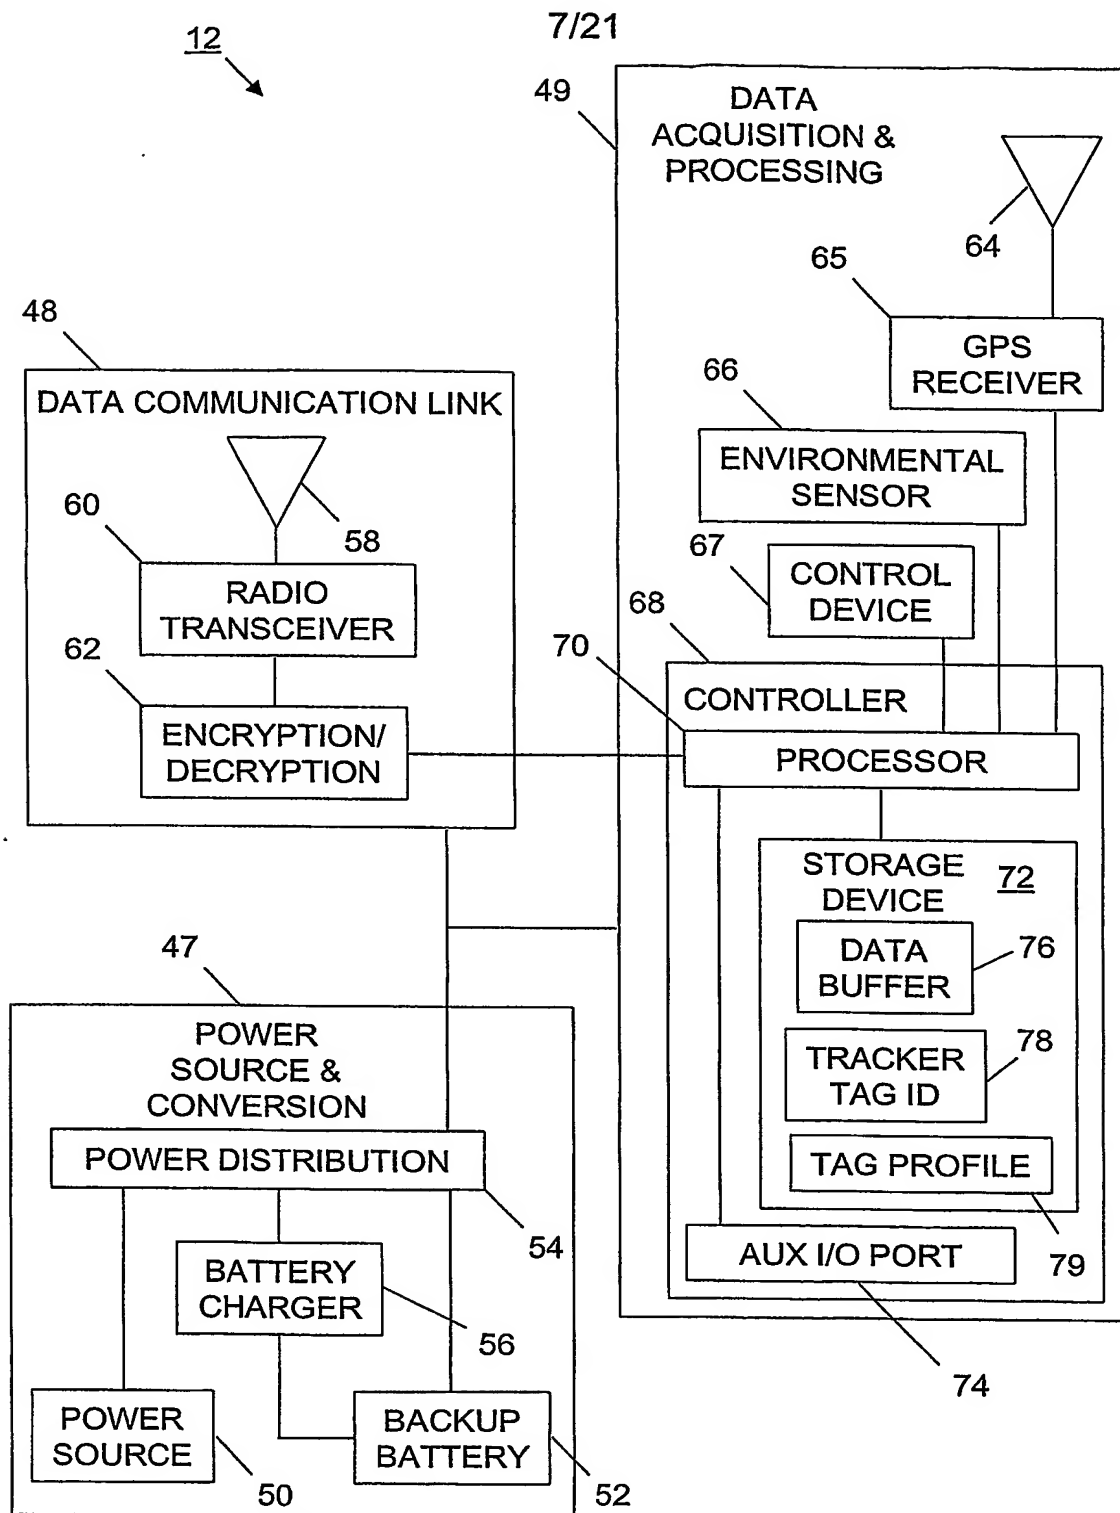 7/21
12
49
DATA
ACQUISITION &
PROCESSING
64
65
GPS
RECEIVER
48
DATA COMMUNICATION LINK
66
ENVIRONMENTAL
SENSOR
60
58
67
CONTROL
DEVICE
RADIO
TRANSCEIVER
68
62
70
CONTROLLER
ENCRYPTION/
DECRYPTION
PROCESSOR
STORAGE
DEVICE
72
47
DATA
BUFFER
76
POWER
SOURCE &
CONVERSION
TRACKER
TAG ID
78
POWER DISTRIBUTION
TAG PROFILE
54
AUX I/O PORT
79
BATTERY
CHARGER
56
74
POWER
SOURCE
BACKUP
BATTERY
50
52